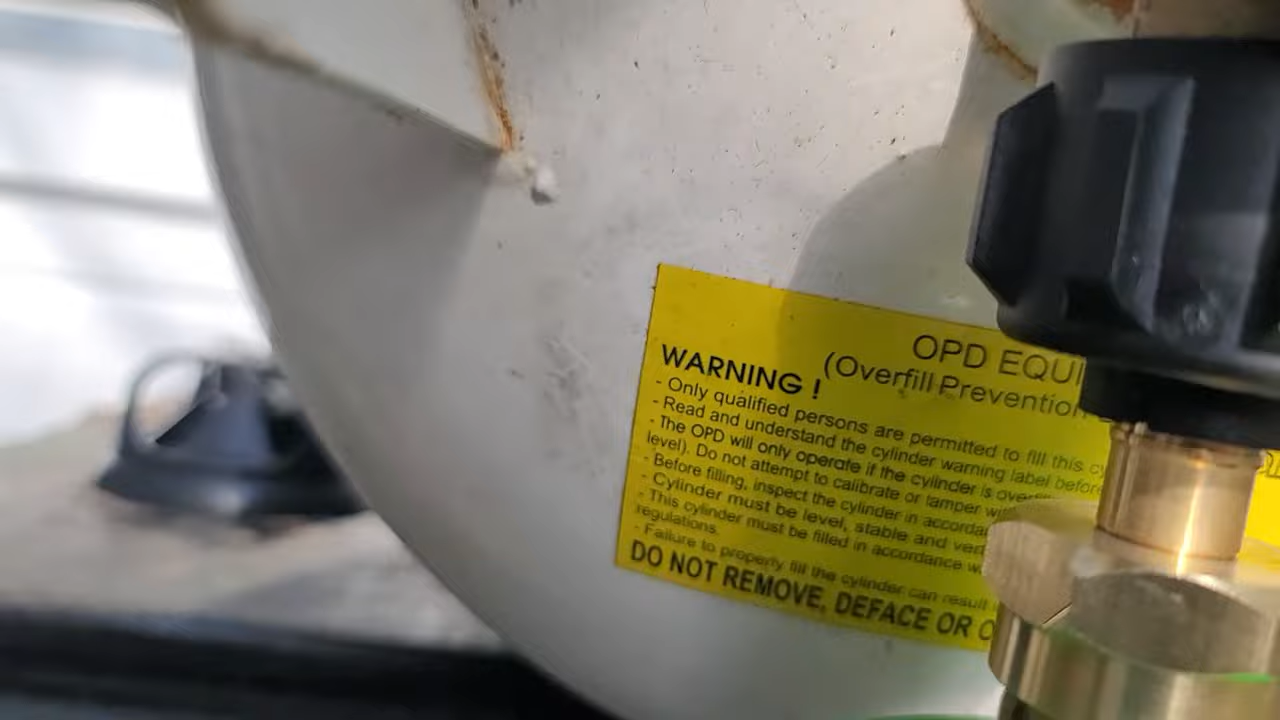 OPD EQUI
(Overfill Prevention
WARNING !
- Only qualified persons are permitted to fill this cy
- Read and understand the cylinder warning label before
- The OPD will only operate if the cylinder is
level). Do not attempt to calibrate or tamper
- Before filling, inspect the cylinder in accordan
- Cylinder must be level, stable and ver
- This cylinder must be filled in accordance w
regulations.
- Failure to properly fill the cylinder can result
DO NOT REMOVE, DEFACE OR